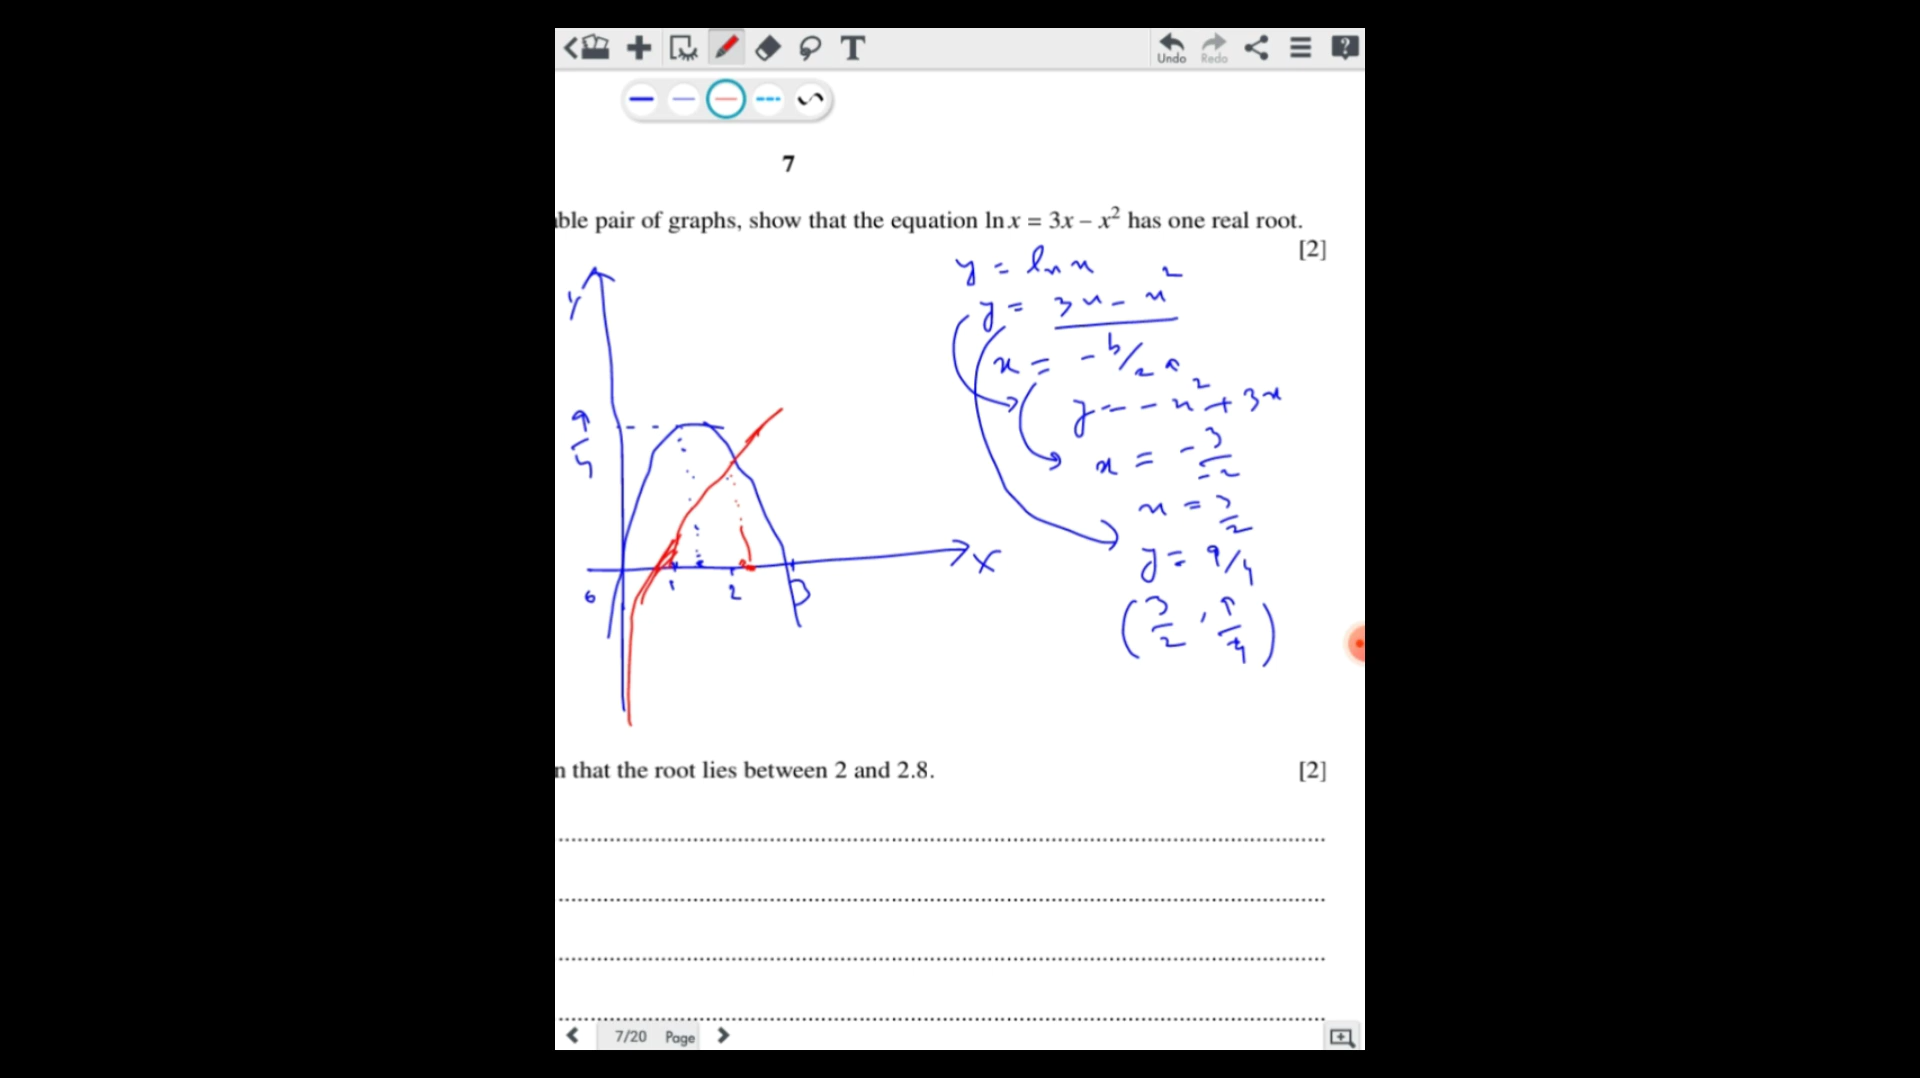 Undo Redo
7
ble pair of graphs, show that the equation ln x = 3x – x² has one real root.
[2]
y = ln x
y = 3x - x²
x = -b/2a
y = -x² + 3x
x = -3/-2
x = 3/2
y = 9/4
(3/2, 9/4)
Y
9/4
X
0 1 2 3
n that the root lies between 2 and 2.8. [2]
7/20 Page